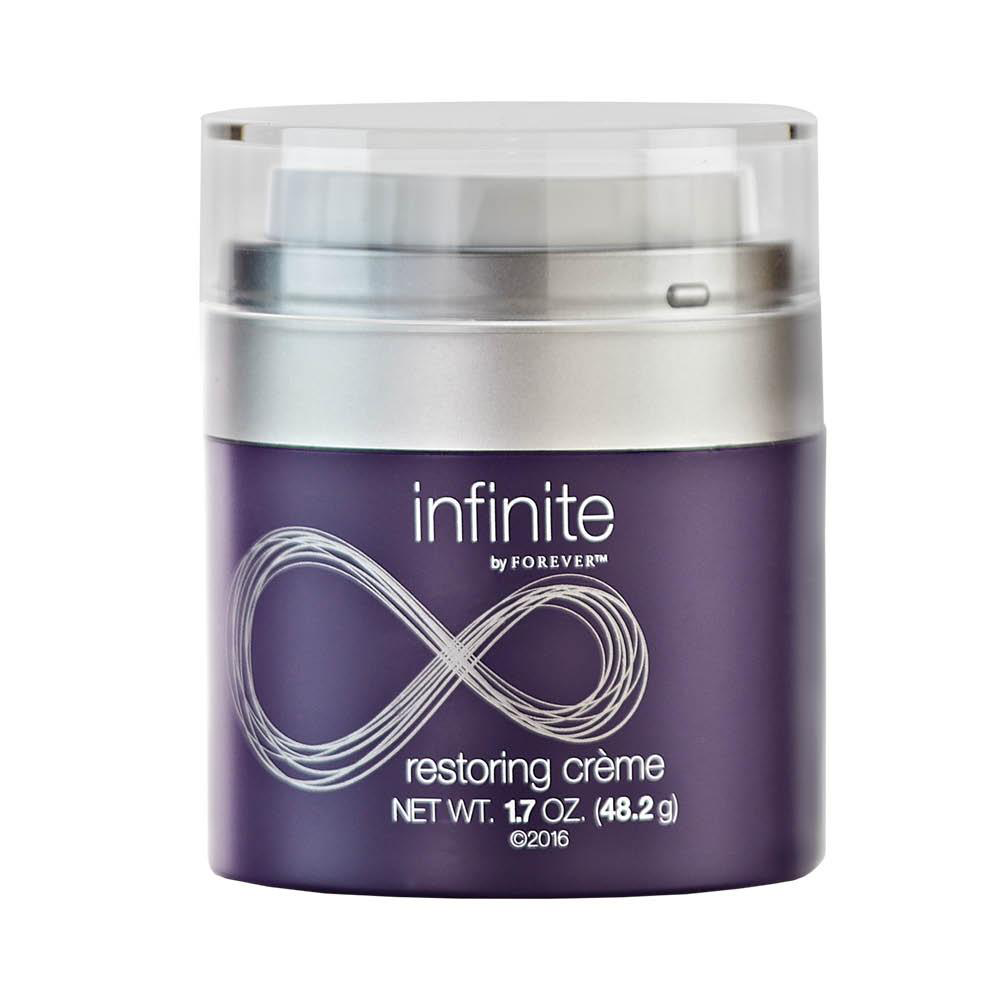 infinite
by FOREVER™
restoring crème
NET WT. 1.7 OZ. (48.2 g)
©2016